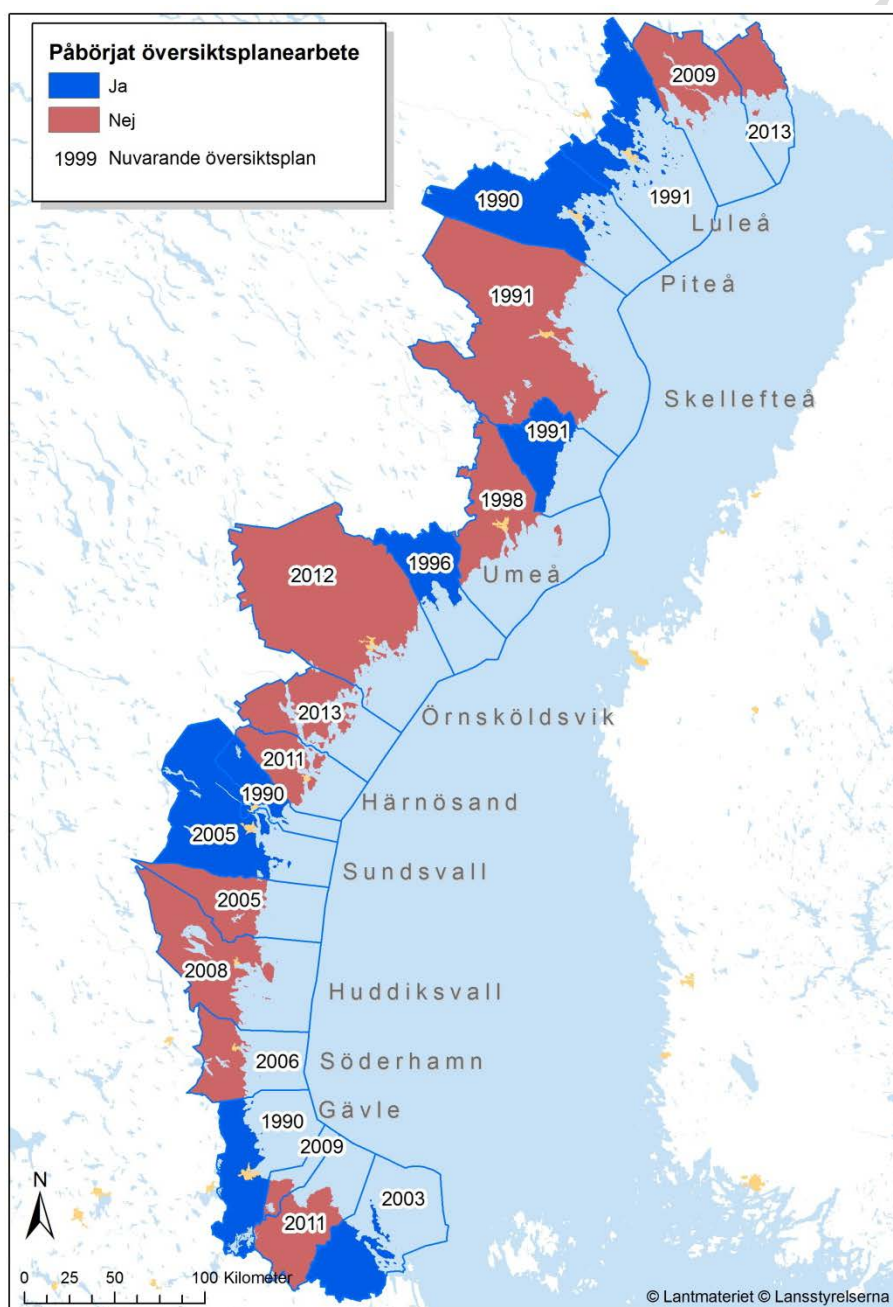 Påbörjat översiktsplanearbete
Ja
Nej
1999 Nuvarande översiktsplan
2009
2013
1990
1991
Luleå
Piteå
1991
Skellefteå
1991
1998
2012
1996
Umeå
2013
Örnsköldsvik
2011
1990
Härnösand
2005
Sundsvall
2005
2008
Huddiksvall
2006
Söderhamn
1990
Gävle
2009
N
2003
2011
0 25 50 100 Kilometer
© Lantmateriet © Lansstyrelserna